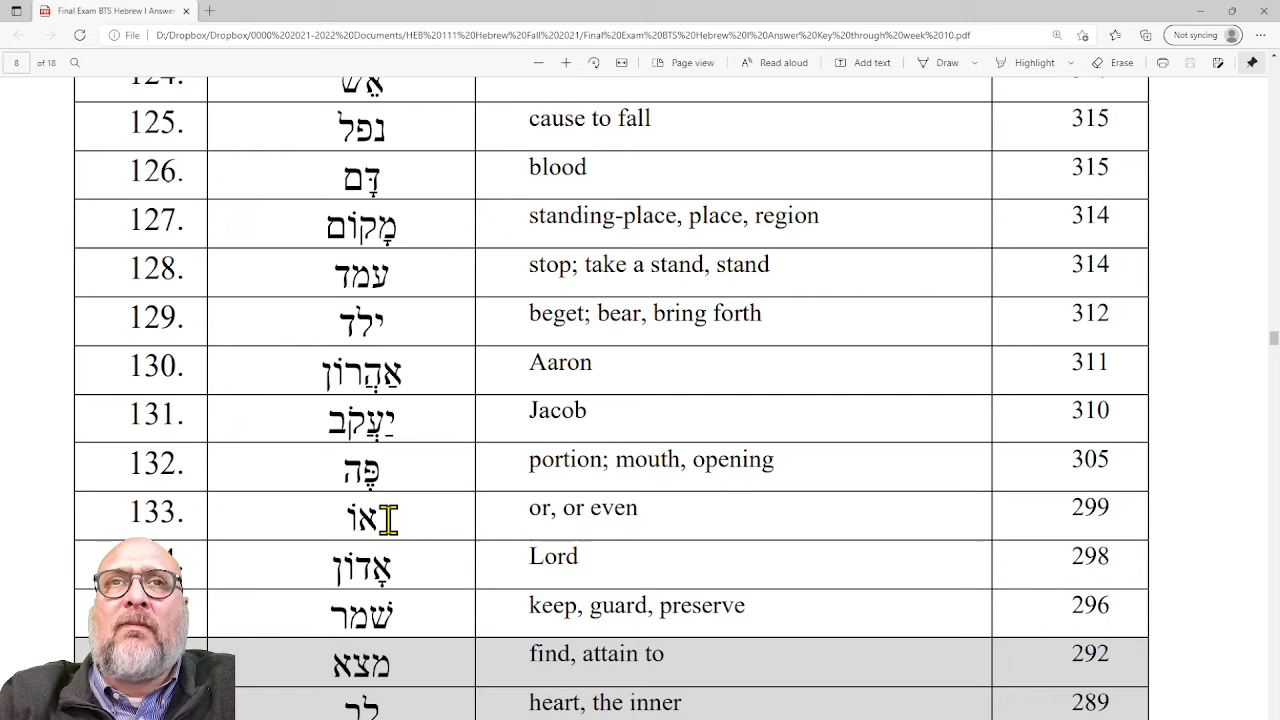 Final Exam BTS Hebrew I Answer
File D:/Dropbox/Dropbox/0000%202021-2022%20Documents/HEB%20111%20Hebrew%20Fall%202021/Final%20Exam%20BTS%20Hebrew%20I%20Answer%20Key%20through%20week%2010.pdf Not syncing
8 of 18 Page view Read aloud Add text Draw Highlight Erase
124. אֵשׁ
125. נפל cause to fall 315
126. דָּם blood 315
127. מָקוֹם standing-place, place, region 314
128. עמד stop; take a stand, stand 314
129. ילד beget; bear, bring forth 312
130. אַהֲרוֹן Aaron 311
131. יַעֲקֹב Jacob 310
132. פֶּה portion; mouth, opening 305
133. אוֹ or, or even 299
אָדוֹן Lord 298
שׁמר keep, guard, preserve 296
מצא find, attain to 292
heart, the inner 289